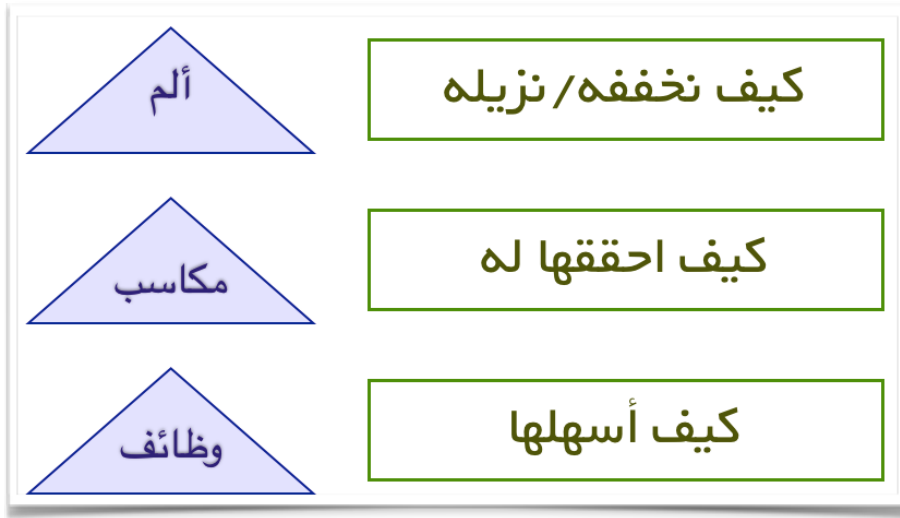 ألم
كيف نخففه/ نزيله
مكاسب
كيف احققها له
وظائف
كيف أسهلها